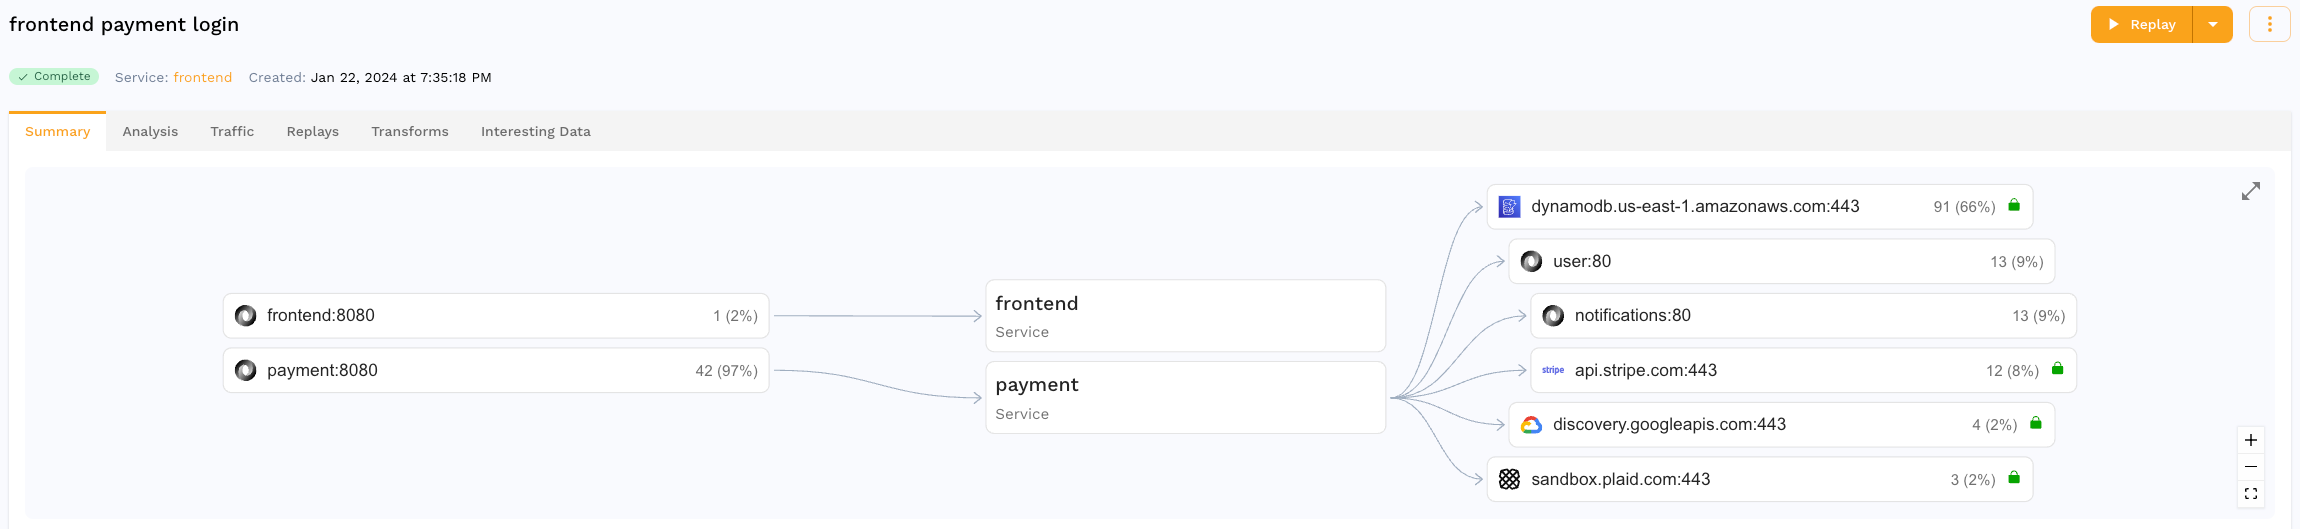 frontend payment login
Replay
Complete
Service: frontend
Created: Jan 22, 2024 at 7:35:18 PM
Summary
Analysis
Traffic
Replays
Transforms
Interesting Data
frontend:8080 1 (2%)
payment:8080 42 (97%)
frontend
Service
payment
Service
dynamodb.us-east-1.amazonaws.com:443 91 (66%)
user:80 13 (9%)
notifications:80 13 (9%)
stripe api.stripe.com:443 12 (8%)
discovery.googleapis.com:443 4 (2%)
sandbox.plaid.com:443 3 (2%)